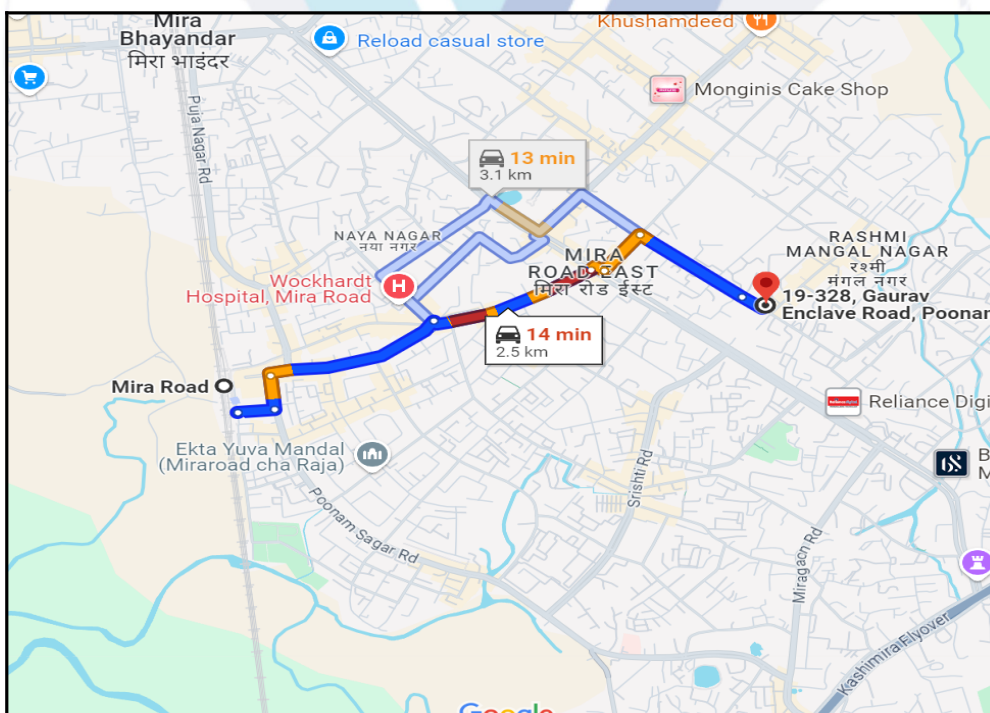 Mira
Bhayandar
मिरा भाइंदर
Reload casual store
Khushamdeed
Monginis Cake Shop
Puja Nagar Rd
13 min
3.1 km
NAYA NAGAR
नया नगर
Wockhardt
Hospital, Mira Road
MIRA
ROAD EAST
मिरा रोड ईस्ट
RASHMI
MANGAL NAGAR
रश्मी
मंगल नगर
19-328, Gaurav
Enclave Road, Poonam
14 min
2.5 km
Mira Road
Reliance Digi
Ekta Yuva Mandal
(Miraroad cha Raja)
Srishti Rd
Poonam Sagar Rd
Miragaon Rd
Kashimira Flyover
Google